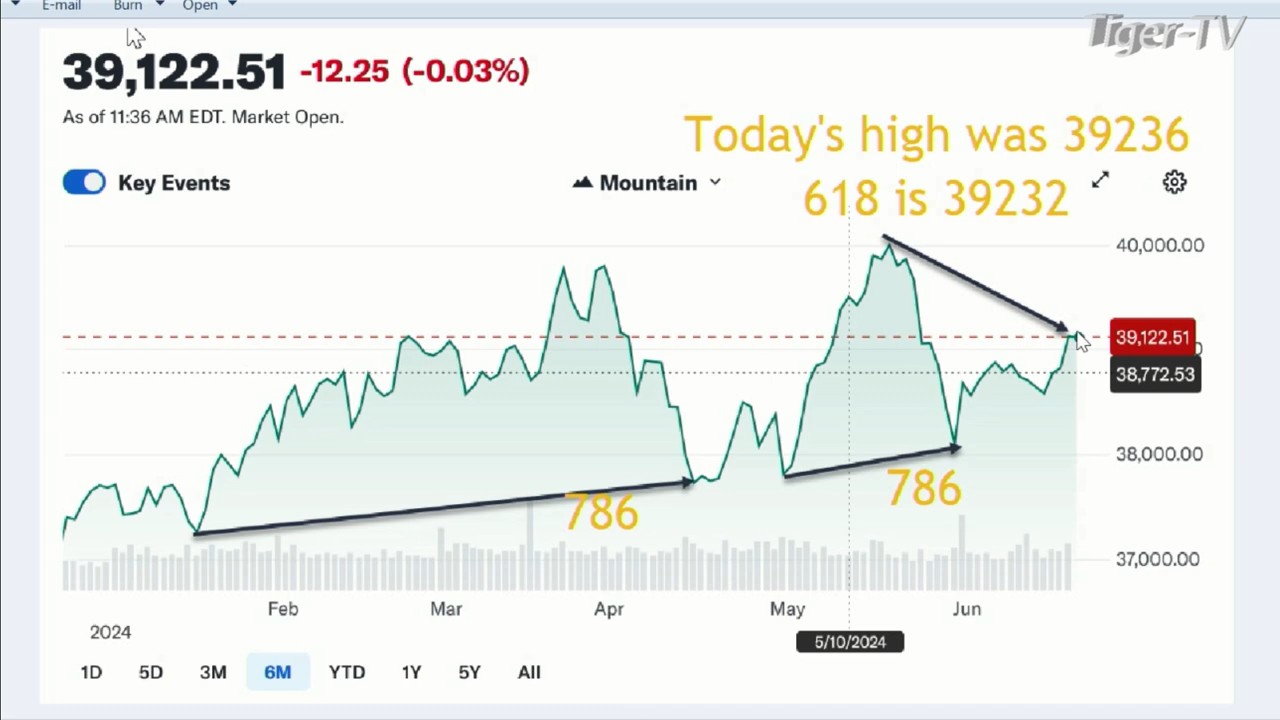 E-mail Burn Open
Tiger-TV
39,122.51 -12.25 (-0.03%)
As of 11:36 AM EDT. Market Open.
Today's high was 39236
Key Events
Mountain
618 is 39232
40,000.00
39,122.51
38,772.53
38,000.00
786
786
37,000.00
Feb Mar Apr May Jun
2024
5/10/2024
1D 5D 3M 6M YTD 1Y 5Y All